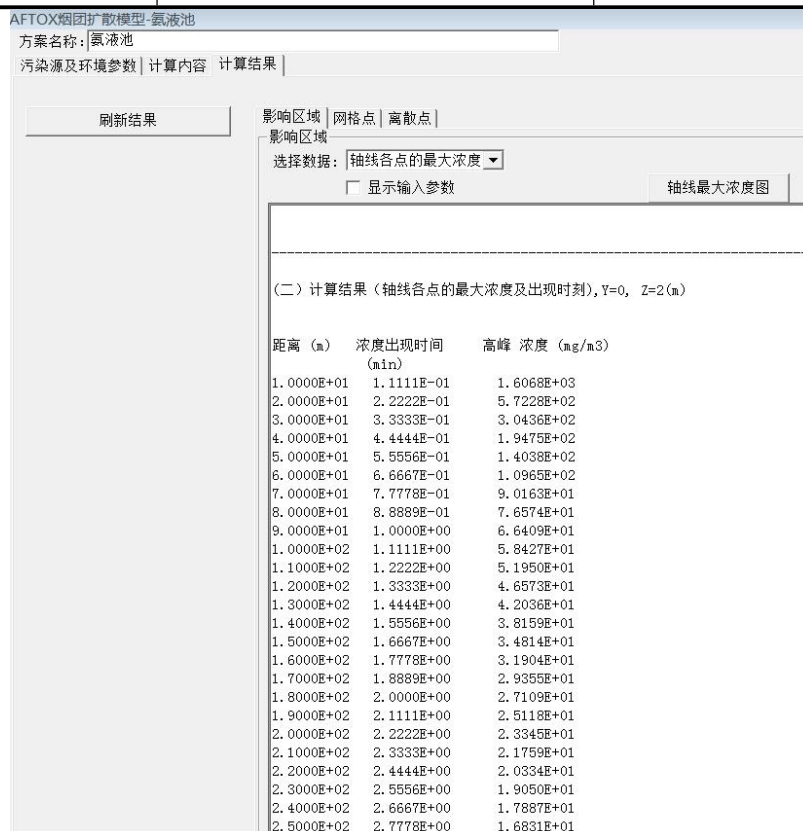 AFTOX烟团扩散模型-氨液池
方案名称: 氨液池
污染源及环境参数 计算内容 计算结果
刷新结果
影响区域 网格点 离散点
影响区域
选择数据: 轴线各点的最大浓度
显示输入参数 轴线最大浓度图
(二) 计算结果 (轴线各点的最大浓度及出现时刻), Y=0, Z=2(m)
距离 (m) 浓度出现时间 高峰 浓度 (mg/m3)
(min)
1.0000E+01 1.1111E-01 1.6068E+03
2.0000E+01 2.2222E-01 5.7228E+02
3.0000E+01 3.3333E-01 3.0436E+02
4.0000E+01 4.4444E-01 1.9475E+02
5.0000E+01 5.5556E-01 1.4038E+02
6.0000E+01 6.6667E-01 1.0965E+02
7.0000E+01 7.7778E-01 9.0163E+01
8.0000E+01 8.8889E-01 7.6574E+01
9.0000E+01 1.0000E+00 6.6409E+01
1.0000E+02 1.1111E+00 5.8427E+01
1.1000E+02 1.2222E+00 5.1950E+01
1.2000E+02 1.3333E+00 4.6573E+01
1.3000E+02 1.4444E+00 4.2036E+01
1.4000E+02 1.5556E+00 3.8159E+01
1.5000E+02 1.6667E+00 3.4814E+01
1.6000E+02 1.7778E+00 3.1904E+01
1.7000E+02 1.8889E+00 2.9355E+01
1.8000E+02 2.0000E+00 2.7109E+01
1.9000E+02 2.1111E+00 2.5118E+01
2.0000E+02 2.2222E+00 2.3345E+01
2.1000E+02 2.3333E+00 2.1759E+01
2.2000E+02 2.4444E+00 2.0334E+01
2.3000E+02 2.5556E+00 1.9050E+01
2.4000E+02 2.6667E+00 1.7887E+01
2.5000E+02 2.7778E+00 1.6831E+01